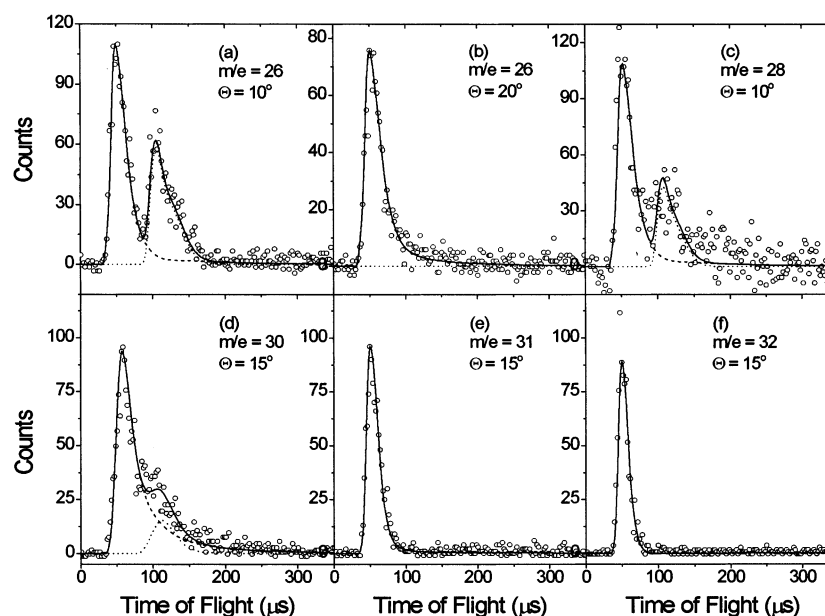 120
90
60
30
0
Counts
(a)
m/e = 26
Θ = 10°
80
60
40
20
(b)
m/e = 26
Θ = 20°
120
90
60
30
(c)
m/e = 28
Θ = 10°
100
75
50
25
0
Counts
(d)
m/e = 30
Θ = 15°
100
75
50
25
0
(e)
m/e = 31
Θ = 15°
100
75
50
25
0
(f)
m/e = 32
Θ = 15°
0 100 200 300
0 100 200 300
0 100 200 300
Time of Flight (μs)
Time of Flight (μs)
Time of Flight (μs)